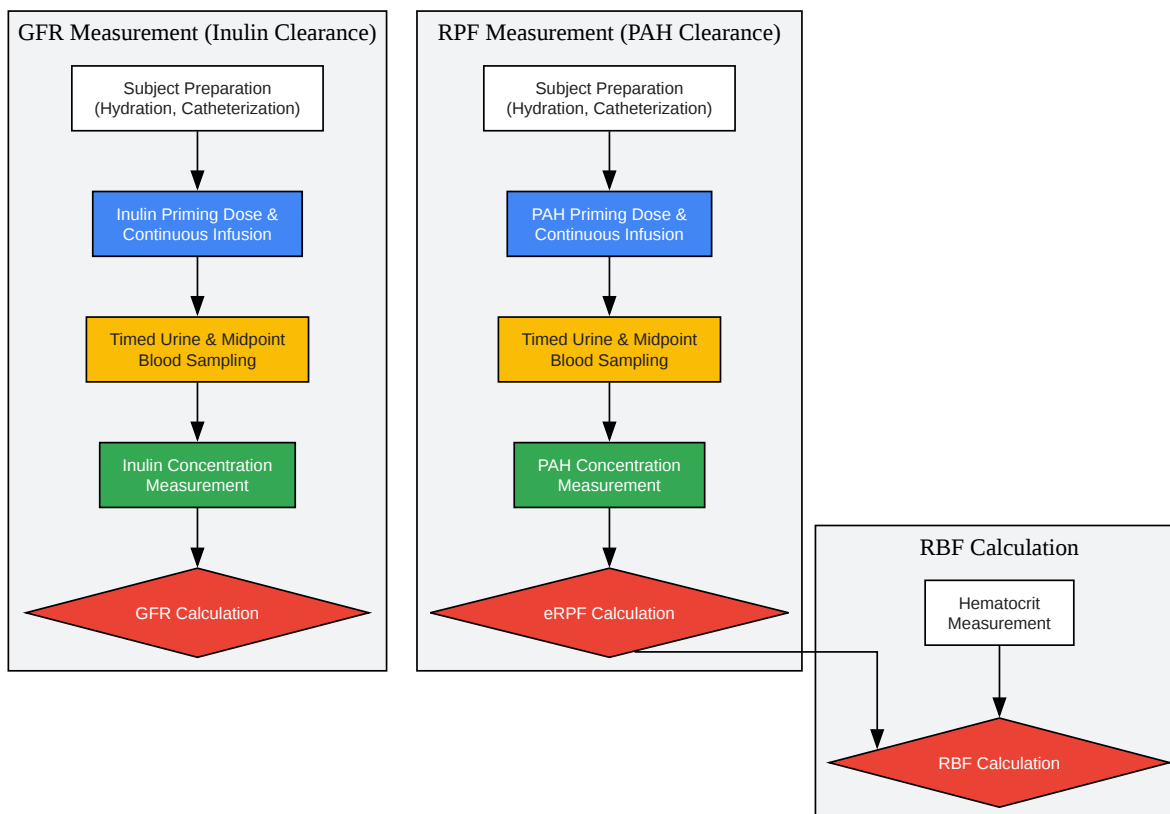 GFR Measurement (Inulin Clearance)
Subject Preparation
(Hydration, Catheterization)
Inulin Priming Dose &
Continuous Infusion
Timed Urine & Midpoint
Blood Sampling
Inulin Concentration
Measurement
GFR Calculation
RPF Measurement (PAH Clearance)
Subject Preparation
(Hydration, Catheterization)
PAH Priming Dose &
Continuous Infusion
Timed Urine & Midpoint
Blood Sampling
PAH Concentration
Measurement
eRPF Calculation
RBF Calculation
Hematocrit
Measurement
RBF Calculation